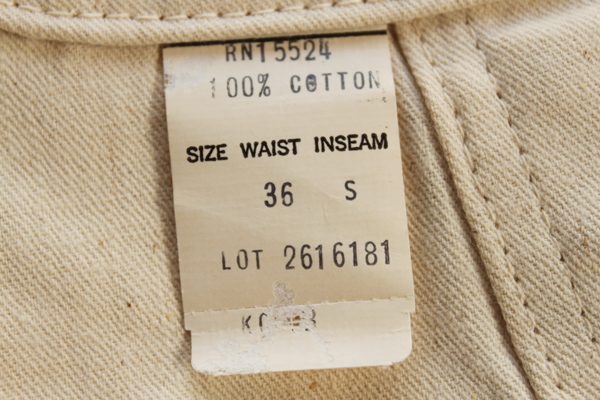 RN15524
100% COTTON
SIZE WAIST INSEAM
36 S
LOT 2616181